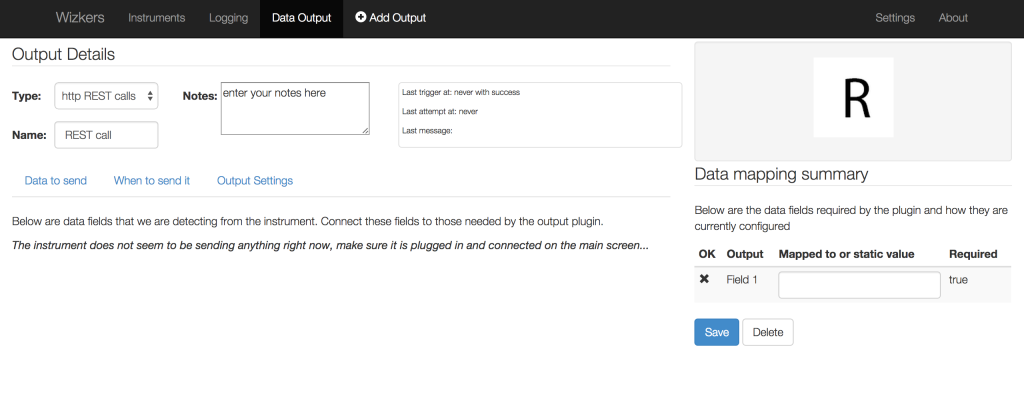 Wizkers Instruments Logging Data Output Add Output Settings About
Output Details
Type: http REST calls
Name: REST call
Notes: enter your notes here
Last trigger at: never with success
Last attempt at: never
Last message:
Data to send When to send it Output Settings
Below are data fields that we are detecting from the instrument. Connect these fields to those needed by the output plugin.
The instrument does not seem to be sending anything right now, make sure it is plugged in and connected on the main screen...
R
Data mapping summary
Below are the data fields required by the plugin and how they are
currently configured
OK Output Mapped to or static value Required
Field 1 true
Save Delete